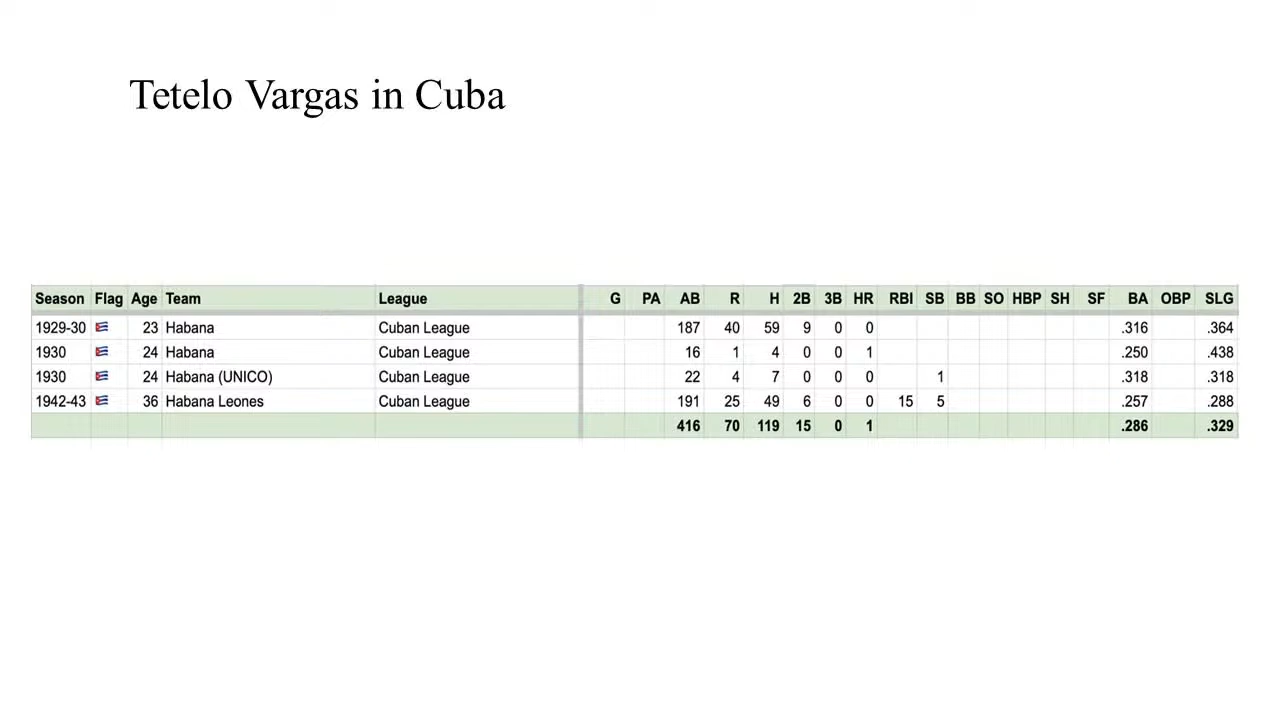 Tetelo Vargas in Cuba
Season Flag Age Team League G PA AB R H 2B 3B HR RBI SB BB SO HBP SH SF BA OBP SLG
1929-30 23 Habana Cuban League 187 40 59 9 0 0 .316 .364
1930 24 Habana Cuban League 16 1 4 0 0 1 .250 .438
1930 24 Habana (UNICO) Cuban League 22 4 7 0 0 0 1 .318 .318
1942-43 36 Habana Leones Cuban League 191 25 49 6 0 0 15 5 .257 .288
416 70 119 15 0 1 .286 .329